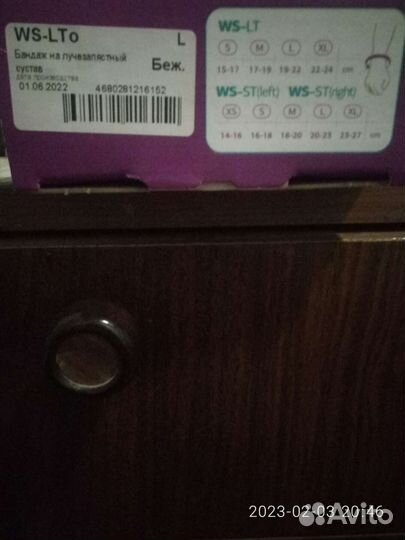 WS-LTo L
Бандаж на лучезапястный
сустав Беж.
дата производства
01.06.2022 4680281216152
WS-LT
S M L XL
15-17 17-19 19-22 22-24 cm
WS-ST(left) WS-ST(right)
XS S M L XL
14-16 16-18 18-20 20-23 23-27 cm
2023-02-03 20:46
Avito